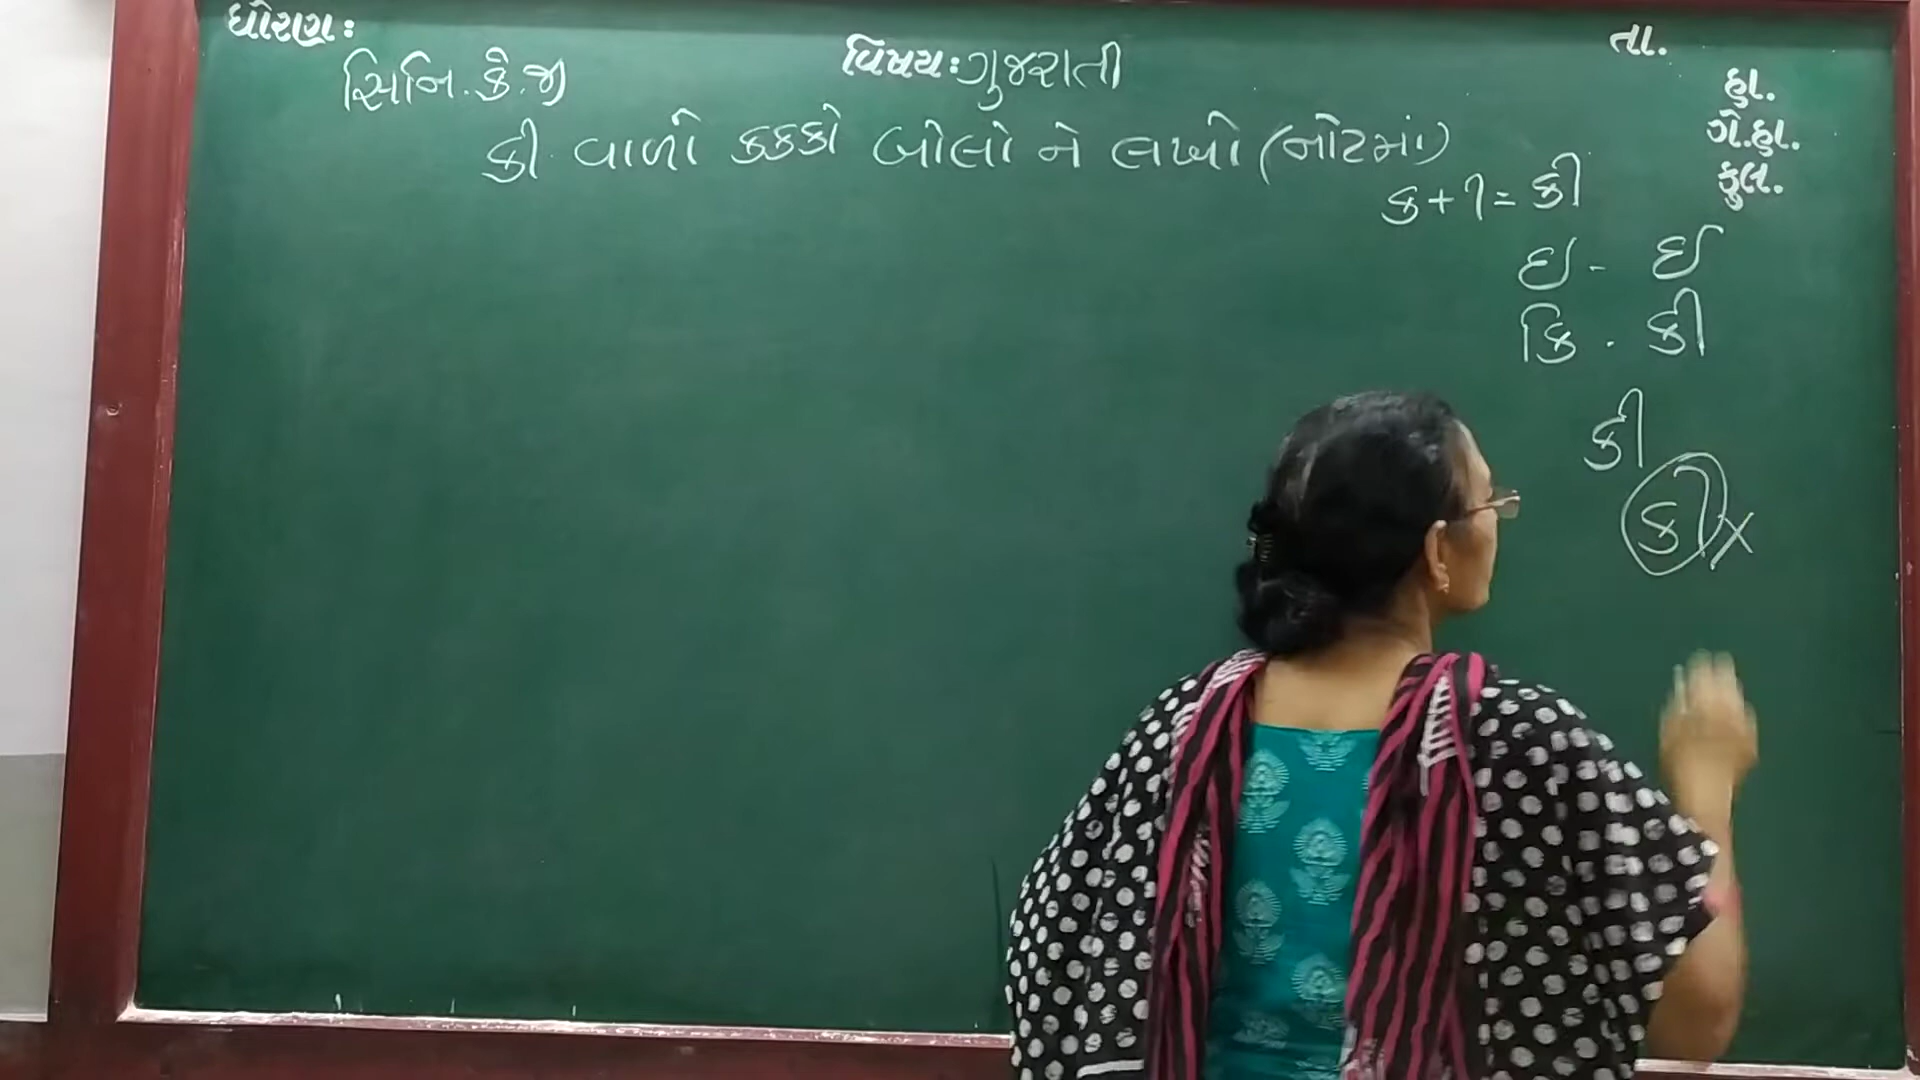 ધોરણ:
સિનિ. કે. જી
વિષય: ગુજરાતી
તા.
હા.
ગે.હા.
કુલ.
કી વાળો કક્કો બોલો ને લખો (નોટમાં)
ક + ી = કી
ઇ - ઈ
કિ - કી
કી
કી ×